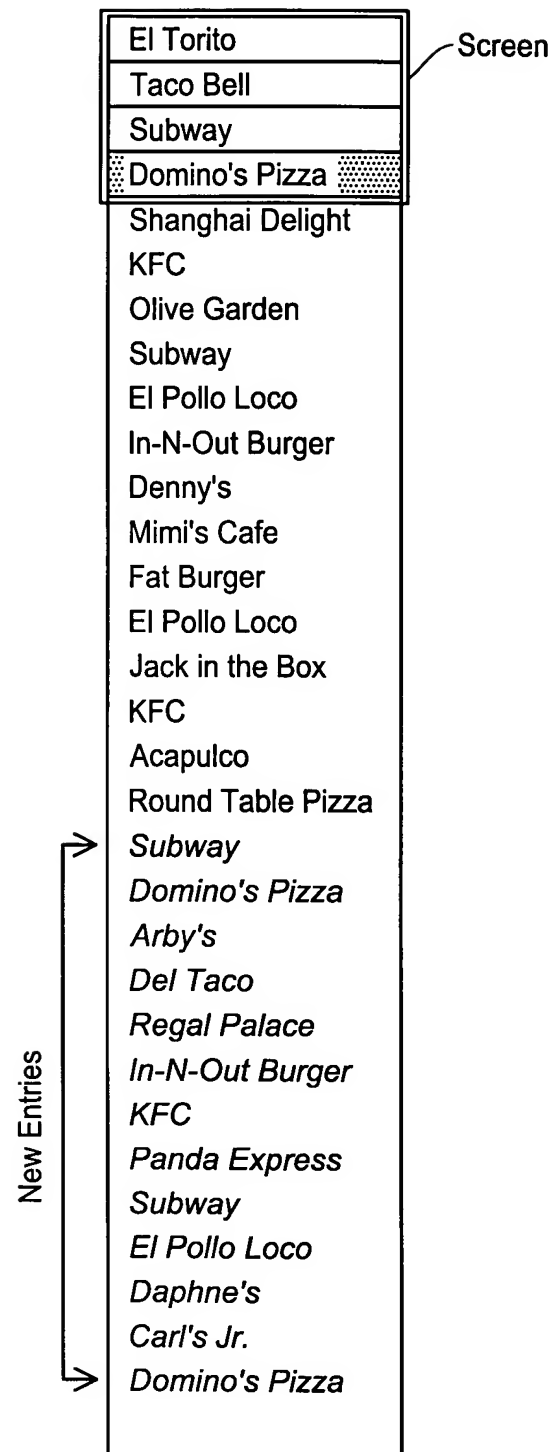 El Torito
Screen
Taco Bell
Subway
Domino's Pizza
Shanghai Delight
KFC
Olive Garden
Subway
El Pollo Loco
In-N-Out Burger
Denny's
Mimi's Cafe
Fat Burger
El Pollo Loco
Jack in the Box
KFC
Acapulco
Round Table Pizza
Subway
Domino's Pizza
Arby's
Del Taco
Regal Palace
In-N-Out Burger
KFC
Panda Express
Subway
El Pollo Loco
Daphne's
Carl's Jr.
Domino's Pizza
New Entries